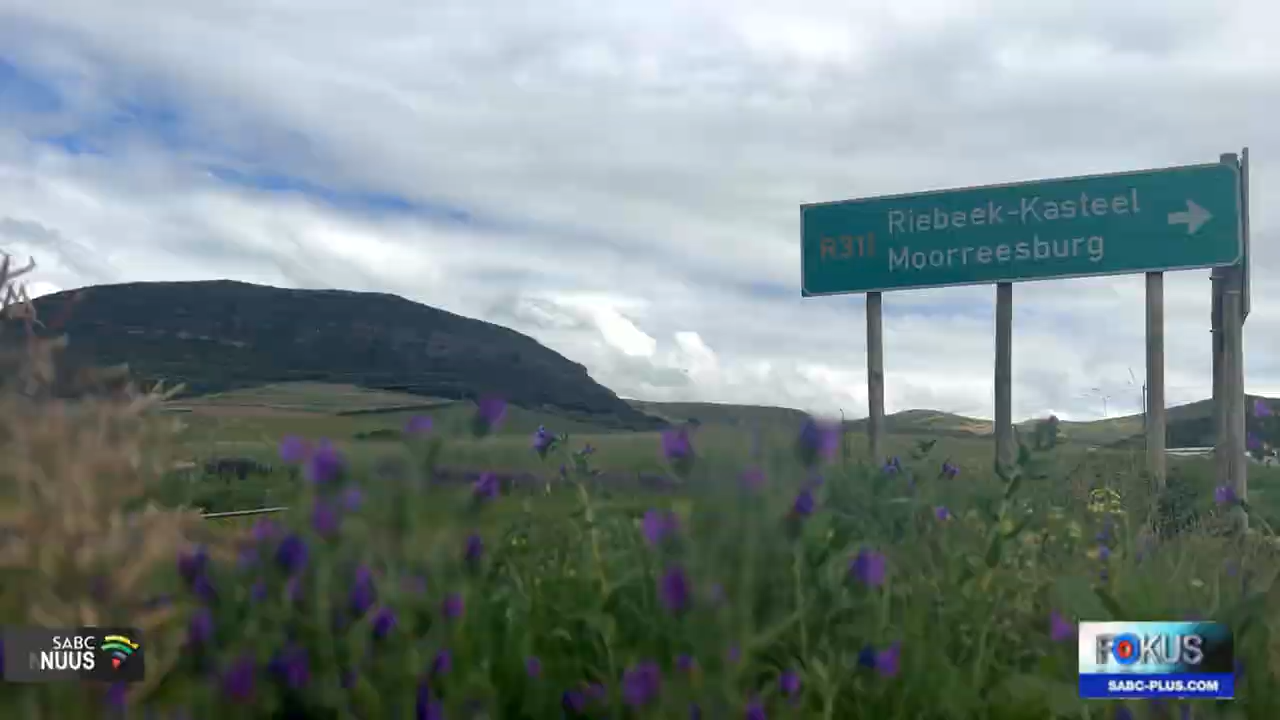 Riebeek-Kasteel
R311 Moorreesburg
SABC
NUUS
FOKUS
SABC-PLUS.COM